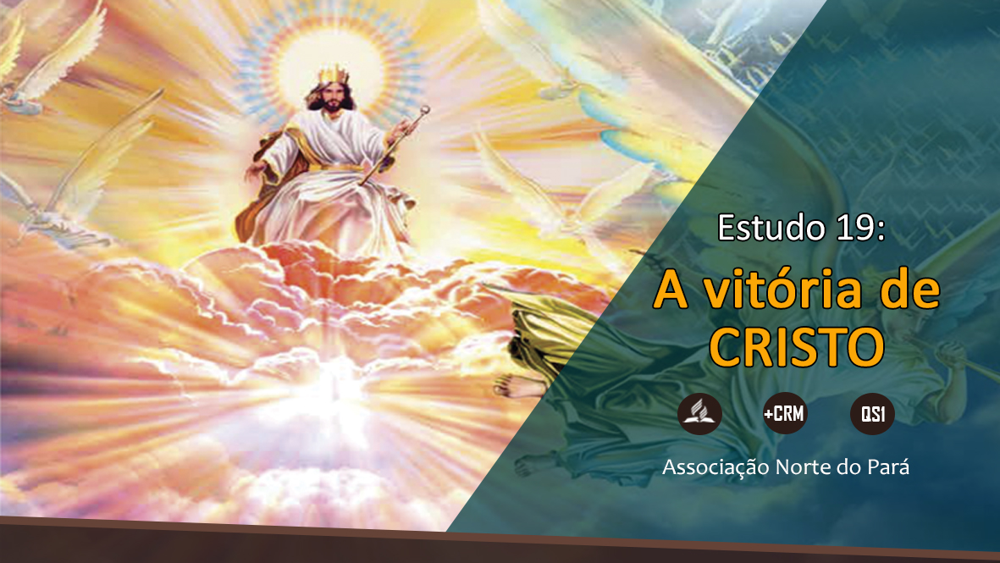 Estudo 19:
A vitória de
CRISTO
+CRM
QS1
Associação Norte do Pará